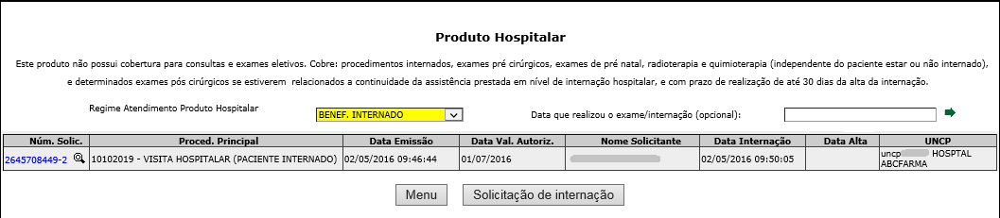 Produto Hospitalar
Este produto não possui cobertura para consultas e exames eletivos. Cobre: procedimentos internados, exames pré cirúrgicos, exames de pré natal, radioterapia e quimioterapia (independente do paciente estar ou não internado),
e determinados exames pós cirúrgicos se estiverem relacionados a continuidade da assistência prestada em nível de internação hospitalar, e com prazo de realização de até 30 dias da alta da internação.
Regime Atendimento Produto Hospitalar BENEF. INTERNADO Data que realizou o exame/internação (opcional):
Núm. Solic. Proced. Principal Data Emissão Data Val. Autoriz. Nome Solicitante Data Internação Data Alta UNCP
2645708449-2 10102019 - VISITA HOSPITALAR (PACIENTE INTERNADO) 02/05/2016 09:46:44 01/07/2016 02/05/2016 09:50:05 uncp HOSPTAL
ABCFARMA
Menu Solicitação de internação